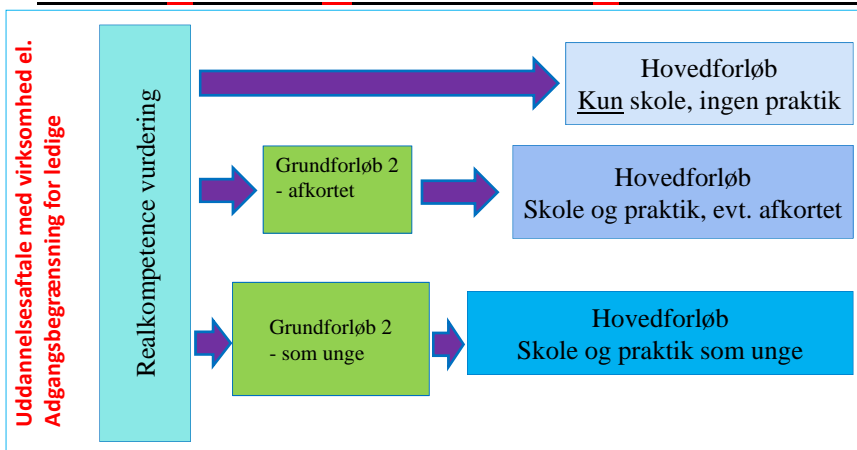 Uddannelsesaftale med virksomhed el.
Adgangsbegrænsning for ledige
Realkompetence vurdering
Hovedforløb
Kun skole, ingen praktik
Grundforløb 2
- afkortet
Hovedforløb
Skole og praktik, evt. afkortet
Grundforløb 2
- som unge
Hovedforløb
Skole og praktik som unge